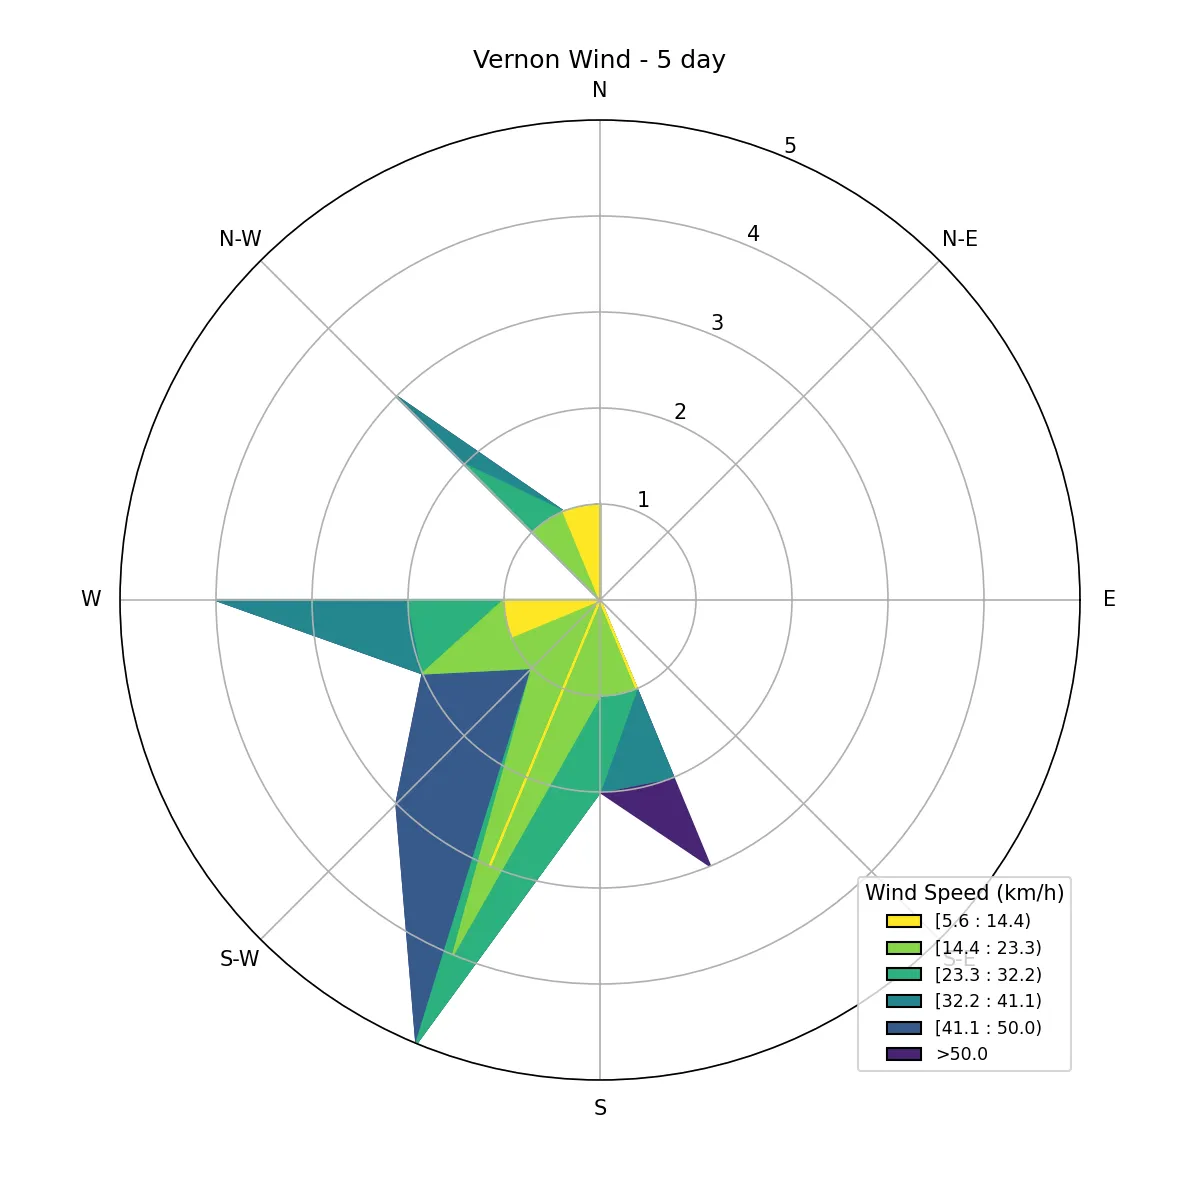 Vernon Wind - 5 day
N
5
N-W
N-E
4
3
2
1
W
E
Wind Speed (km/h)
[5.6 : 14.4)
[14.4 : 23.3)
S-W
S-E
[23.3 : 32.2)
[32.2 : 41.1)
[41.1 : 50.0)
>50.0
S